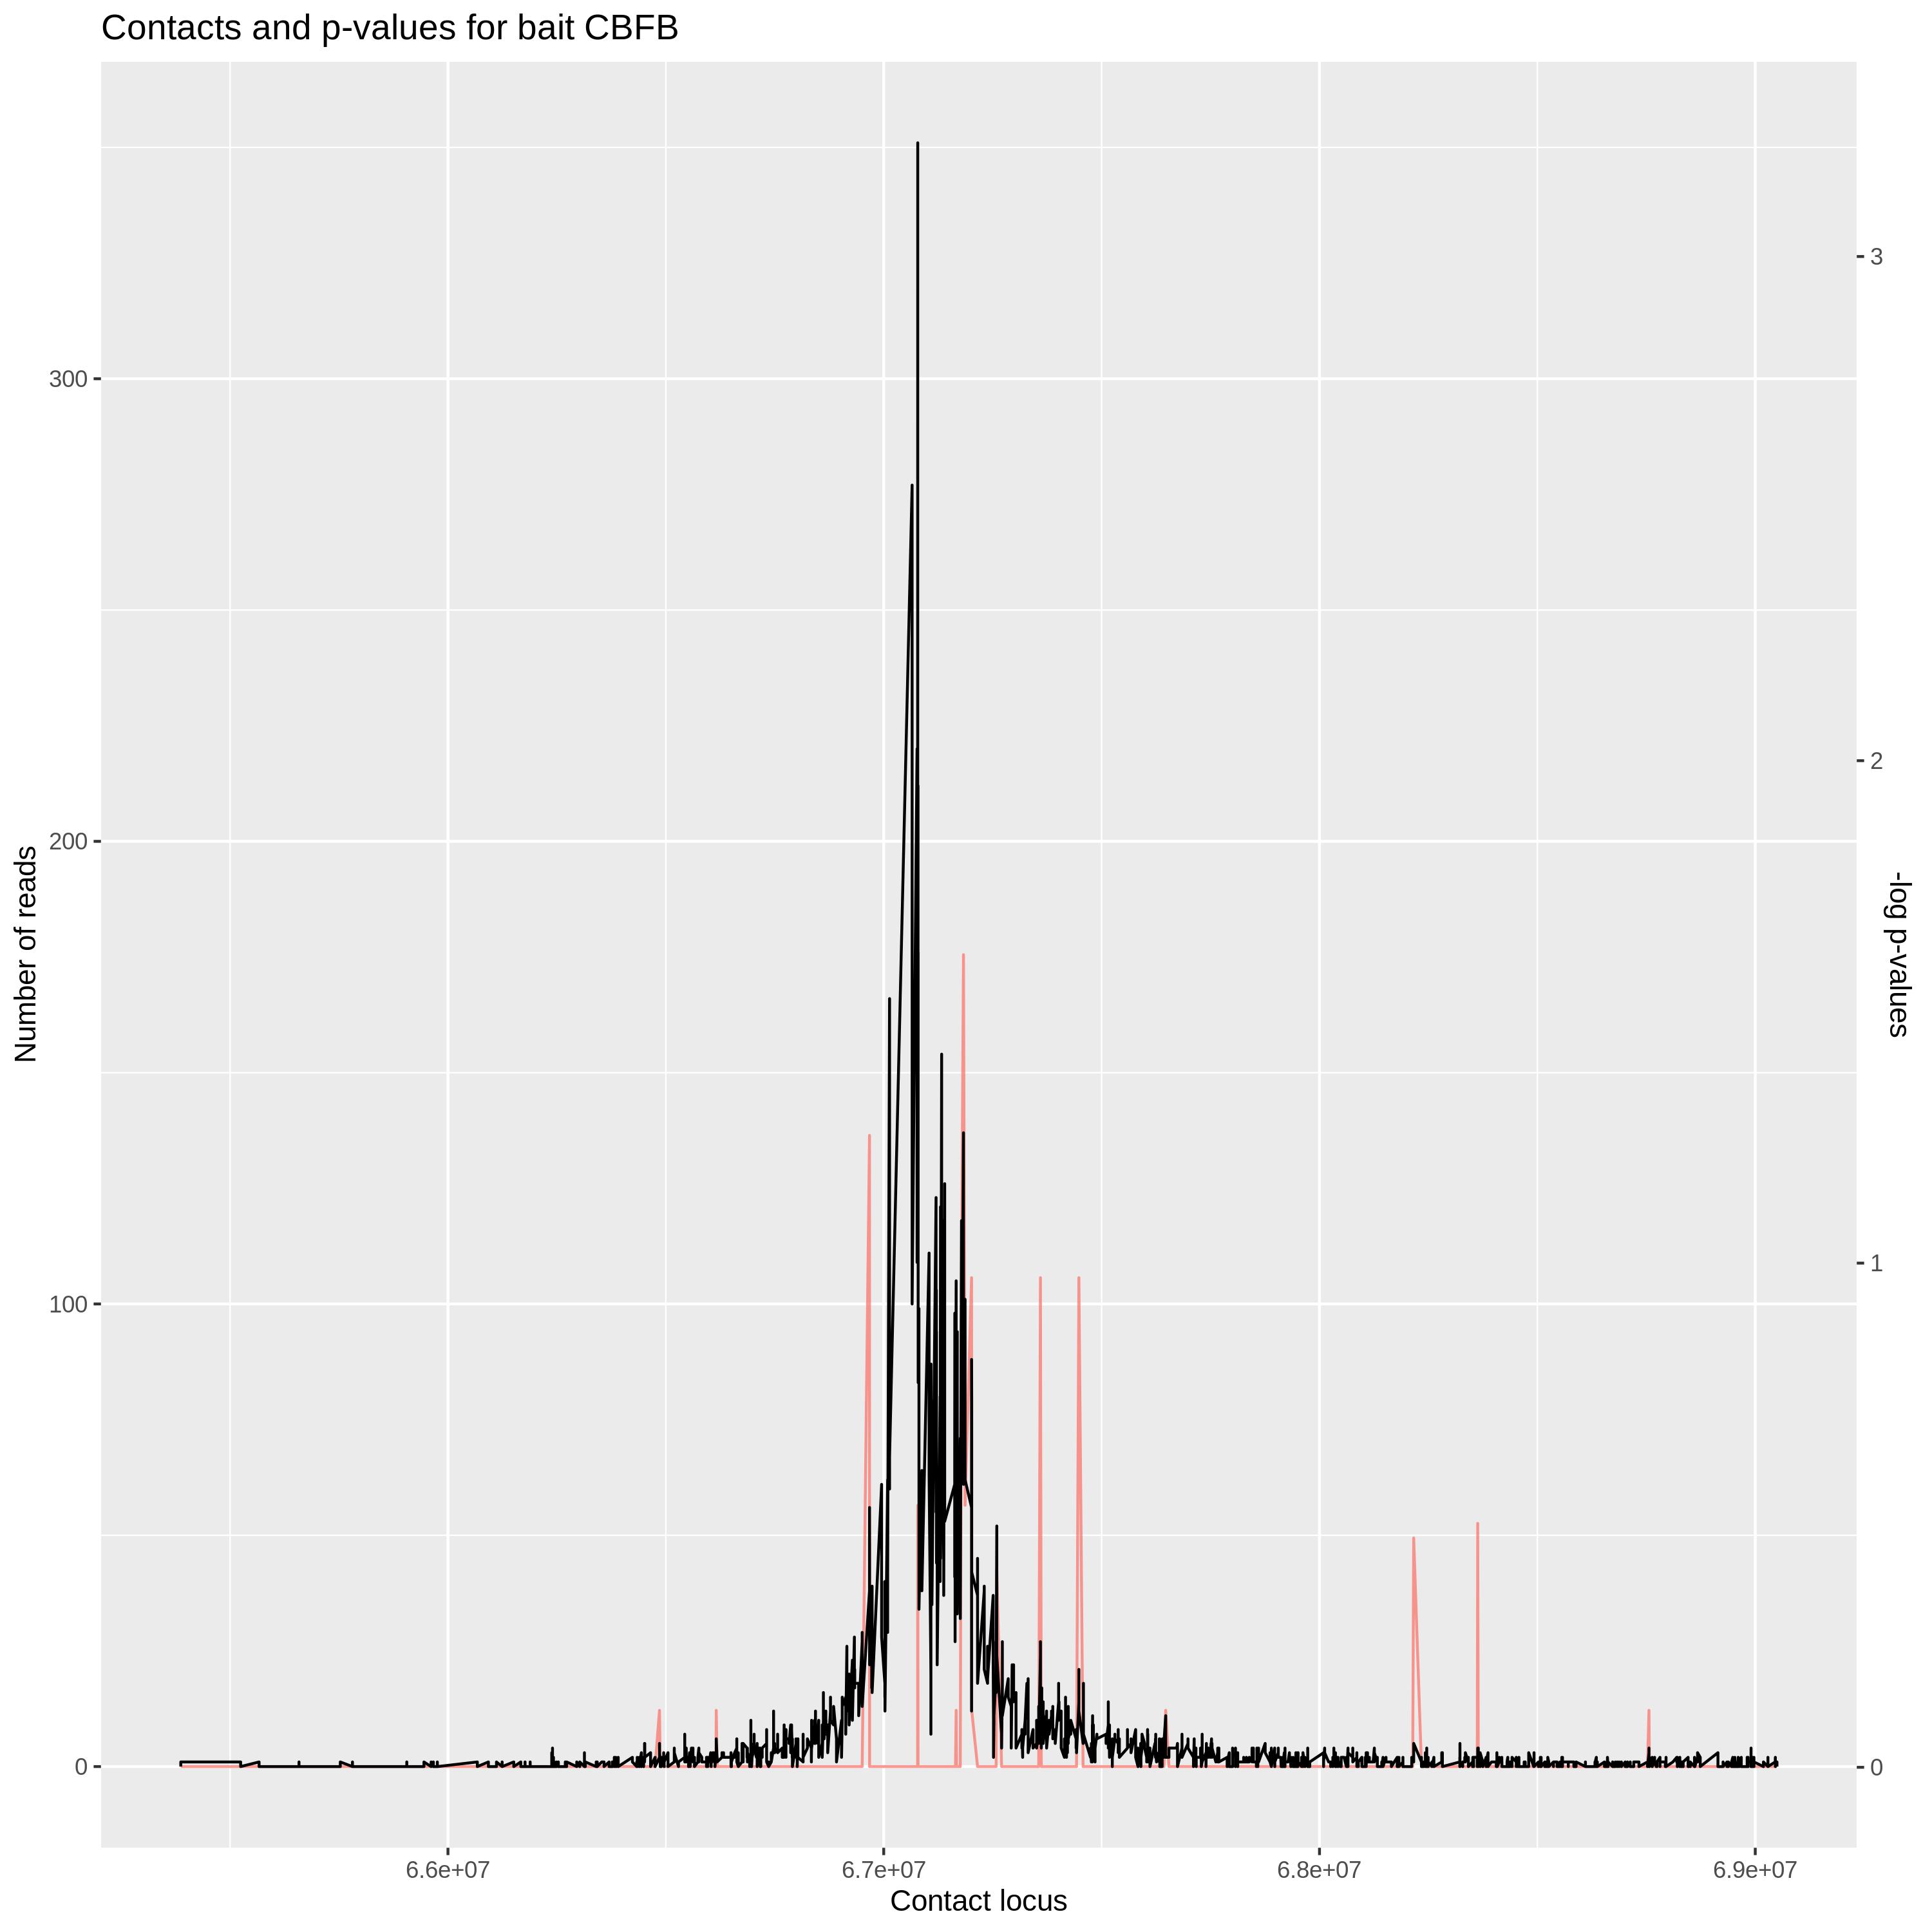 Contacts and p-values for bait CBFB
Number of reads
300
200
100
0
3
2
1
0
-log p-values
6.6e+07 6.7e+07 6.8e+07 6.9e+07
Contact locus